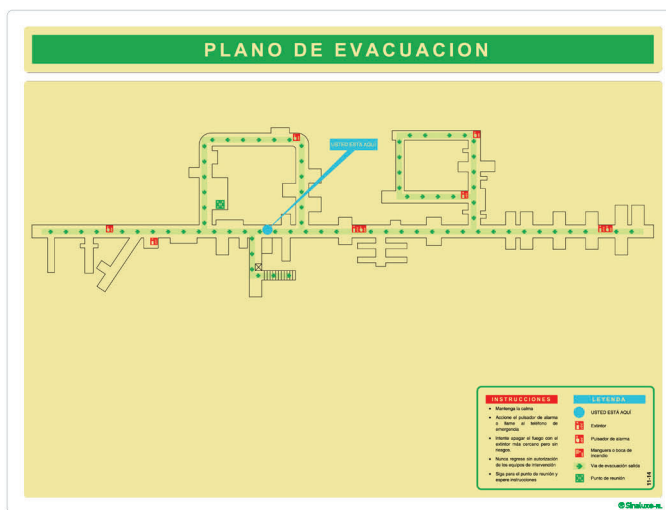 PLANO DE EVACUACION
USTED ESTÁ AQUÍ
INSTRUCCIONES
• Mantenga la calma
• Accione el pulsador de alarma
o llame al teléfono de
emergencia
• Intente apagar el fuego con el
extintor más cercano pero sin
riesgos
• Nunca regrese sin autorización
de los equipos de intervención
• Siga para el punto de reunión y
espere instrucciones
LEYENDA
USTED ESTÁ AQUÍ
Extintor
Pulsador de alarma
Manguera o boca de
incendio
Via de evacuación salida
Punto de reunión
11-14